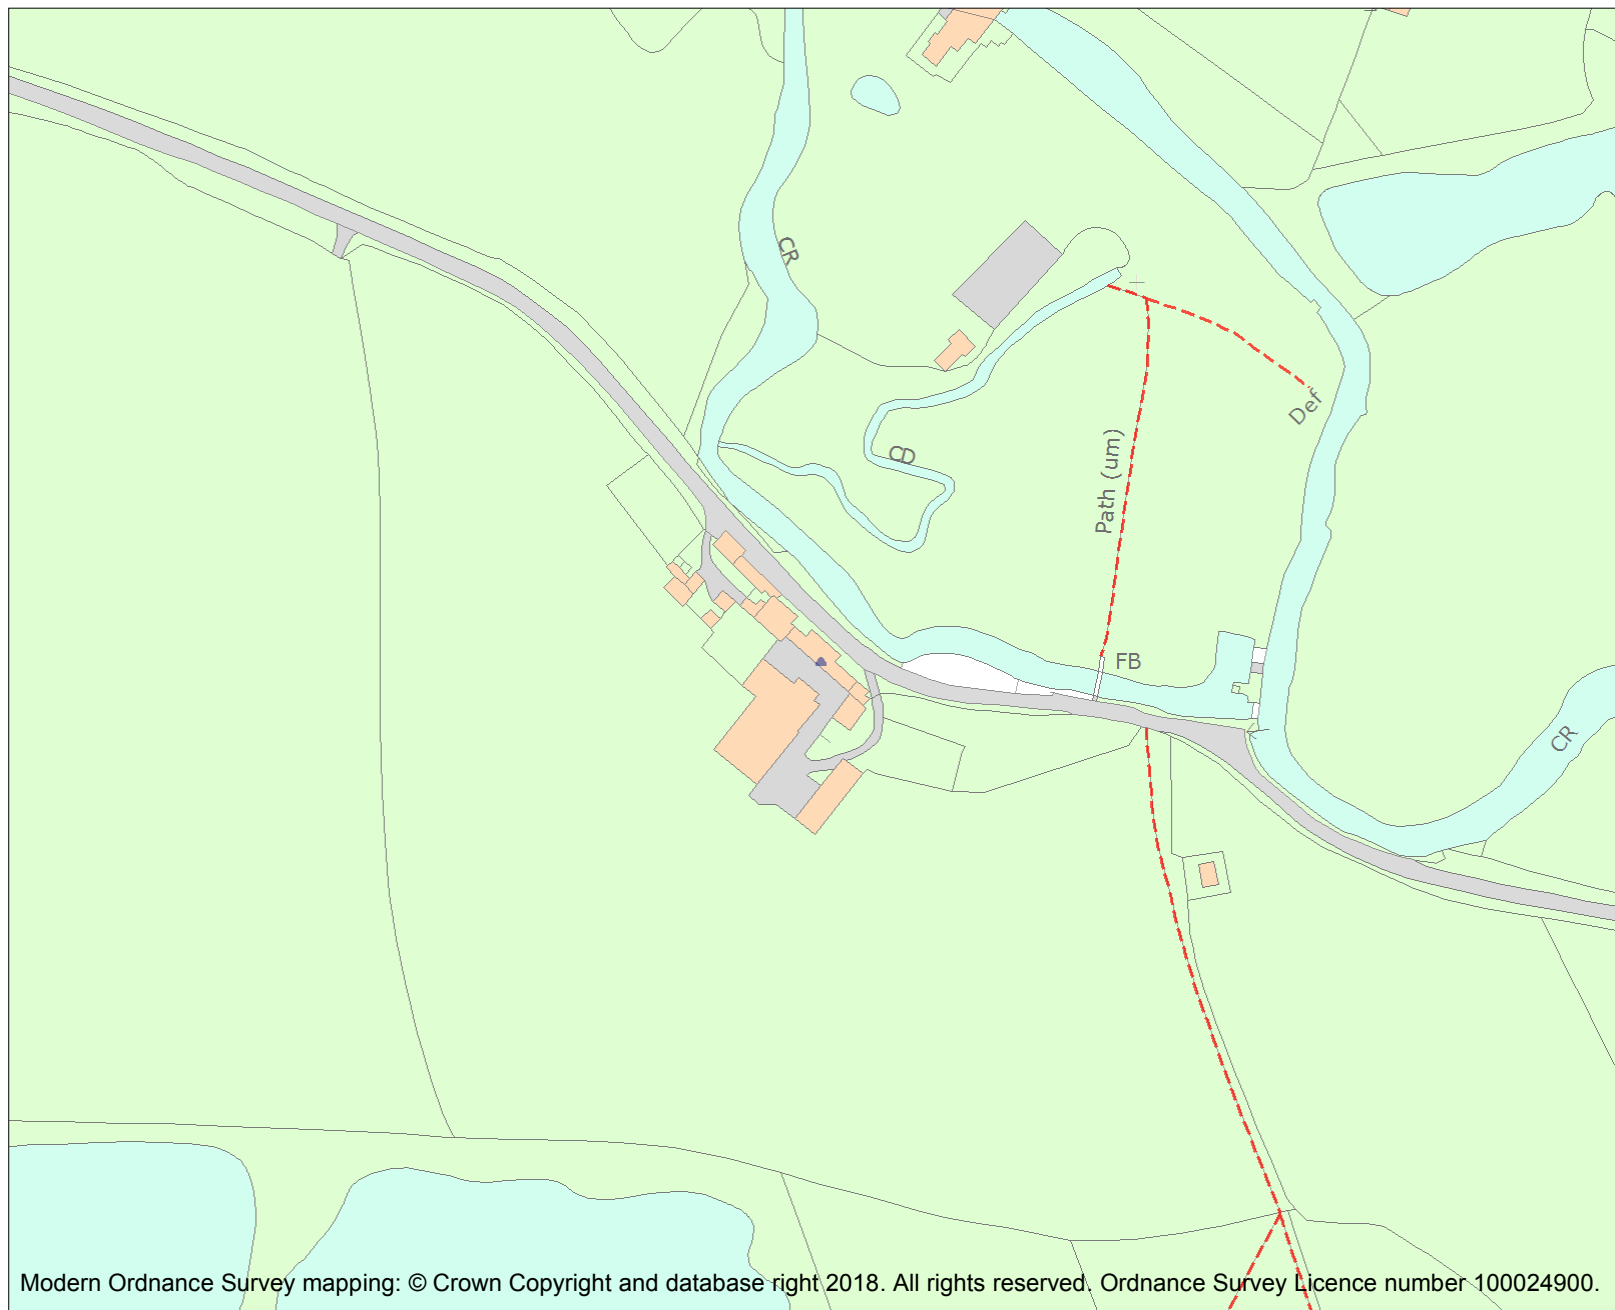 CR
Def
CD
Path (um)
FB
CR
Modern Ordnance Survey mapping: © Crown Copyright and database right 2018. All rights reserved. Ordnance Survey Licence number 100024900.